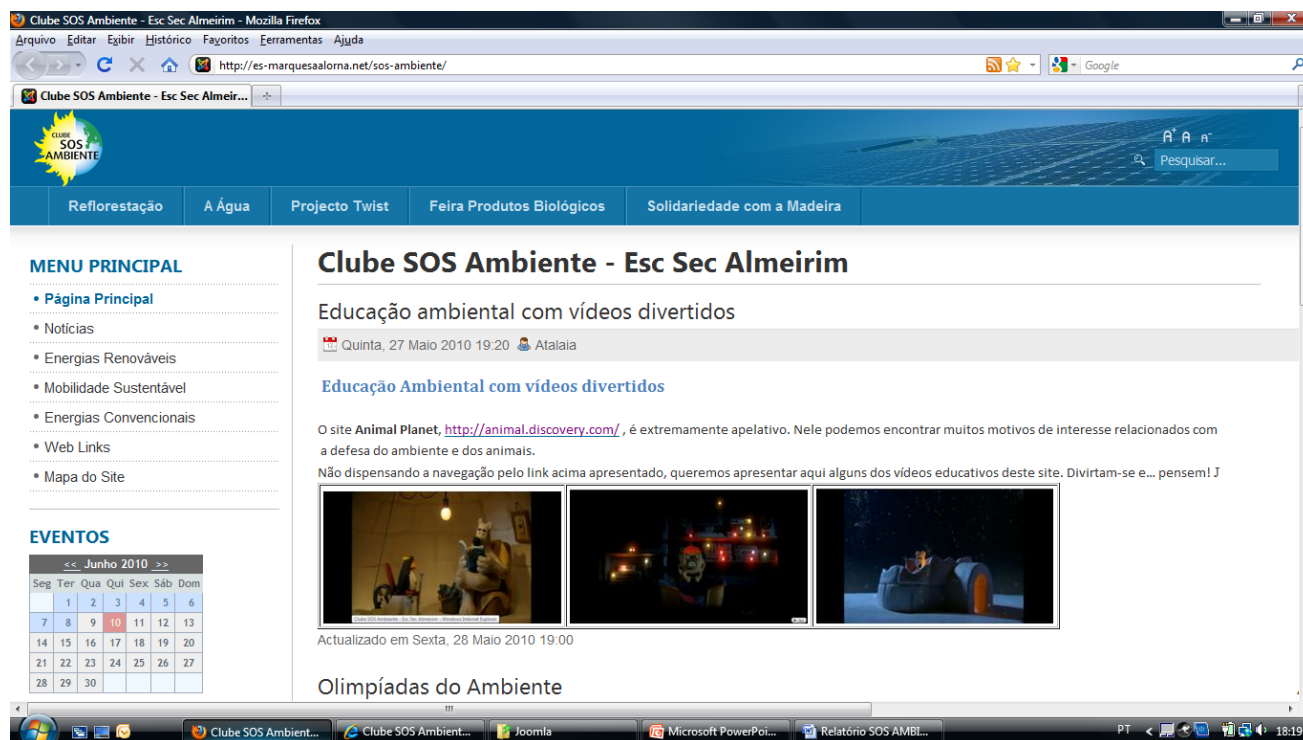 Clube SOS Ambiente - Esc Sec Almeirim - Mozilla Firefox
Arquivo Editar Exibir Histórico Favoritos Ferramentas Ajuda
http://es-marquesaalorna.net/sos-ambiente/
Google
Clube SOS Ambiente - Esc Sec Almeir...
CLUBE
SOS
AMBIENTE
A+ A A-
Pesquisar...
Reflorestação A Água Projecto Twist Feira Produtos Biológicos Solidariedade com a Madeira
MENU PRINCIPAL
Página Principal
Notícias
Energias Renováveis
Mobilidade Sustentável
Energias Convencionais
Web Links
Mapa do Site
EVENTOS
<< Junho 2010 >>
Seg Ter Qua Qui Sex Sáb Dom
1 2 3 4 5 6
7 8 9 10 11 12 13
14 15 16 17 18 19 20
21 22 23 24 25 26 27
28 29 30
Clube SOS Ambiente - Esc Sec Almeirim
Educação ambiental com vídeos divertidos
Quinta, 27 Maio 2010 19:20 Atalaia
Educação Ambiental com vídeos divertidos
O site Animal Planet, http://animal.discovery.com/ , é extremamente apelativo. Nele podemos encontrar muitos motivos de interesse relacionados com
a defesa do ambiente e dos animais.
Não dispensando a navegação pelo link acima apresentado, queremos apresentar aqui alguns dos vídeos educativos deste site. Divirtam-se e... pensem! J
Clube SOS Ambiente - Esc Sec Almeirim - Windows Internet Explorer
Actualizado em Sexta, 28 Maio 2010 19:00
Olimpíadas do Ambiente
Clube SOS Ambient... Clube SOS Ambient... Joomla Microsoft PowerPoi... Relatório SOS AMBI... PT 18:19